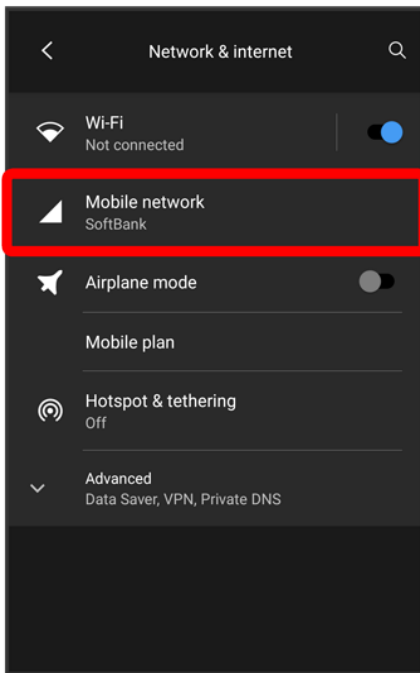 Network & internet
Wi-Fi
Not connected
Mobile network
SoftBank
Airplane mode
Mobile plan
Hotspot & tethering
Off
Advanced
Data Saver, VPN, Private DNS